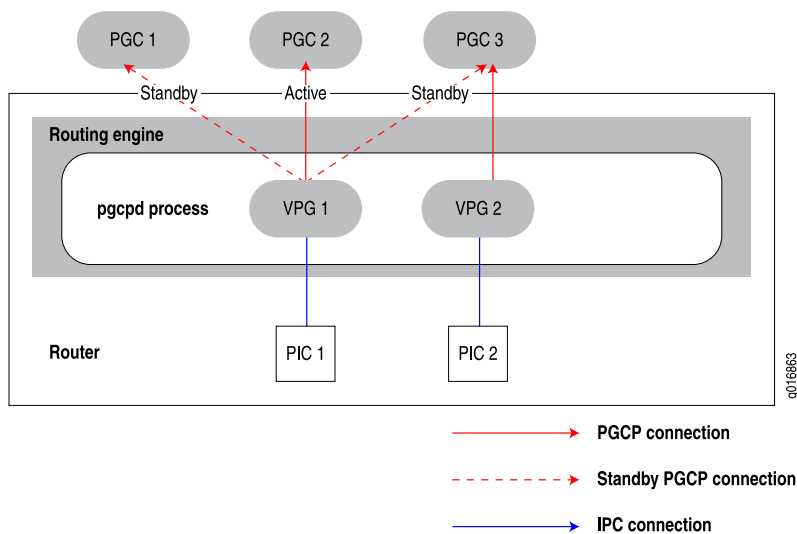 PGC 1
PGC 2
PGC 3
Standby
Active
Standby
Routing engine
pgcpd process
VPG 1
VPG 2
Router
PIC 1
PIC 2
g016863
PGCP connection
Standby PGCP connection
IPC connection